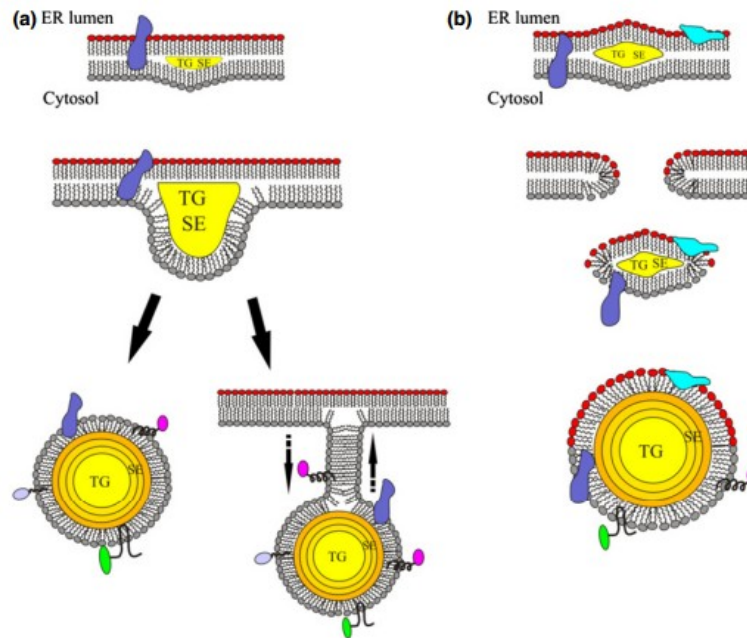 (a) ER lumen
TG SE
Cytosol
TG
SE
TG
SE
TG
SE
(b)
ER lumen
TG SE
Cytosol
TG SE
TG
SE